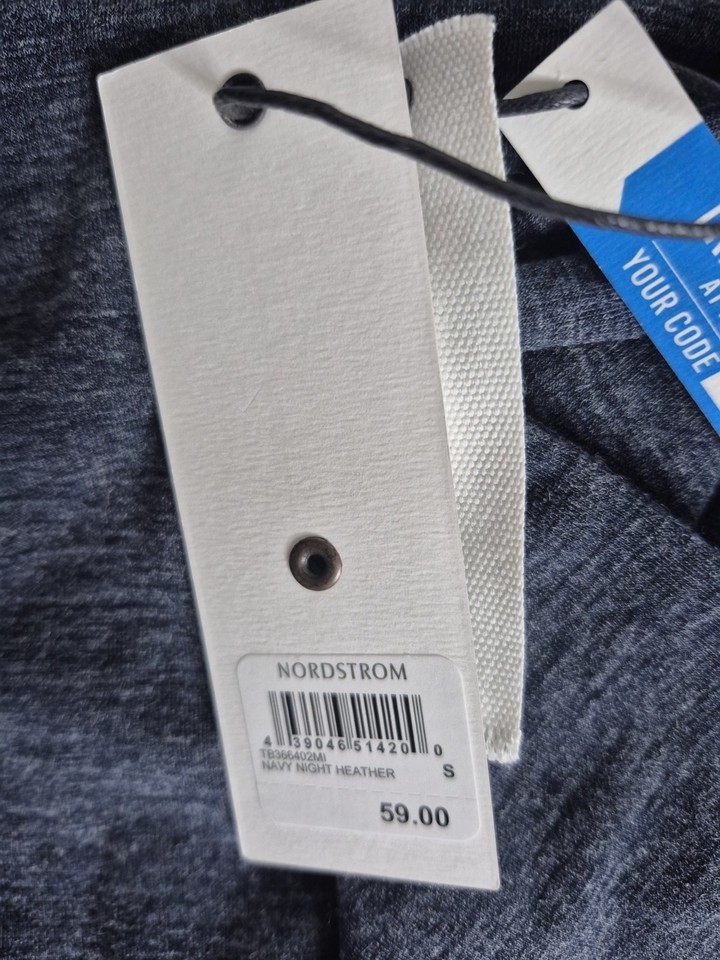 NORDSTROM
4 39046 51420 0
TB366402MI
NAVY NIGHT HEATHER
S
59.00
YOUR CODE